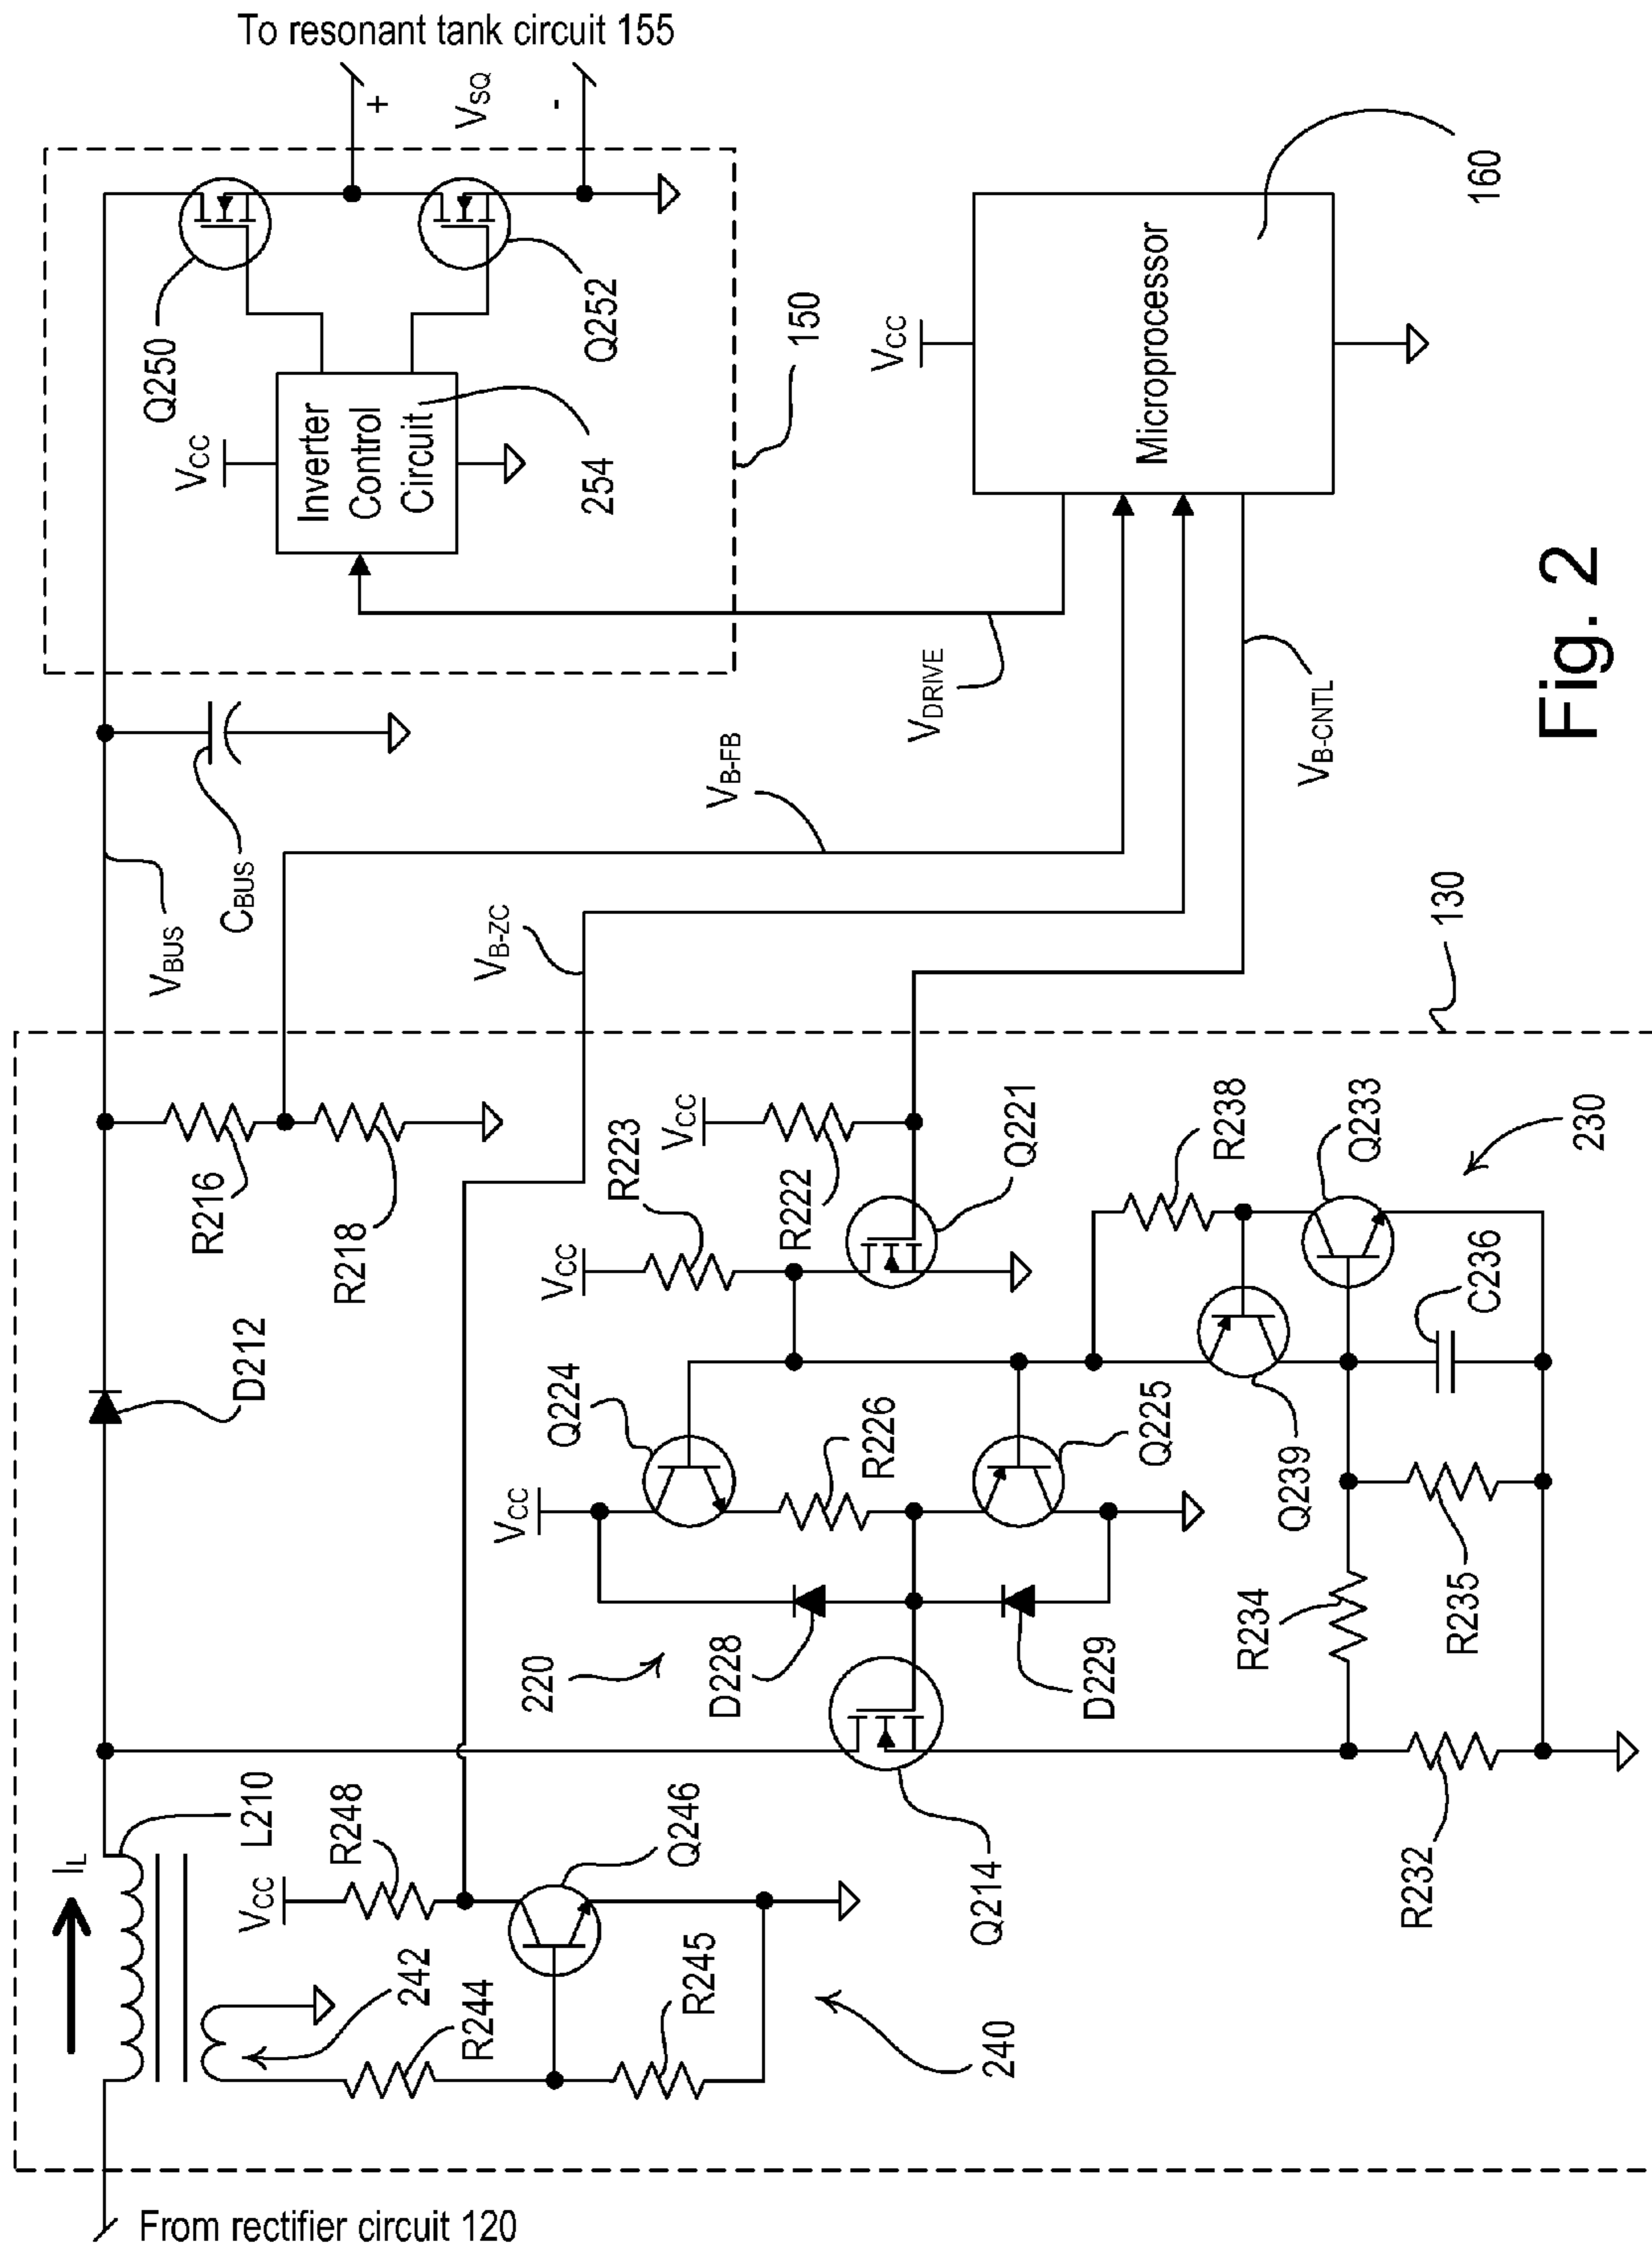 To resonant tank circuit 155
+
VSQ
-
Q250
Q252
VCC
Inverter
Control
Circuit
254
150
VCC
Microprocessor
160
VBUS
CBUS
VB-FB
VB-ZC
VDRIVE
VB-CNTL
130
R216
R218
D212
VCC
R223
VCC
R222
Q221
R238
Q233
230
Q224
VCC
R226
Q225
Q239
C236
R234
R235
220
D228
D229
IL
L210
VCC
R248
Q246
Q214
R232
242
R244
R245
240
From rectifier circuit 120
Fig. 2